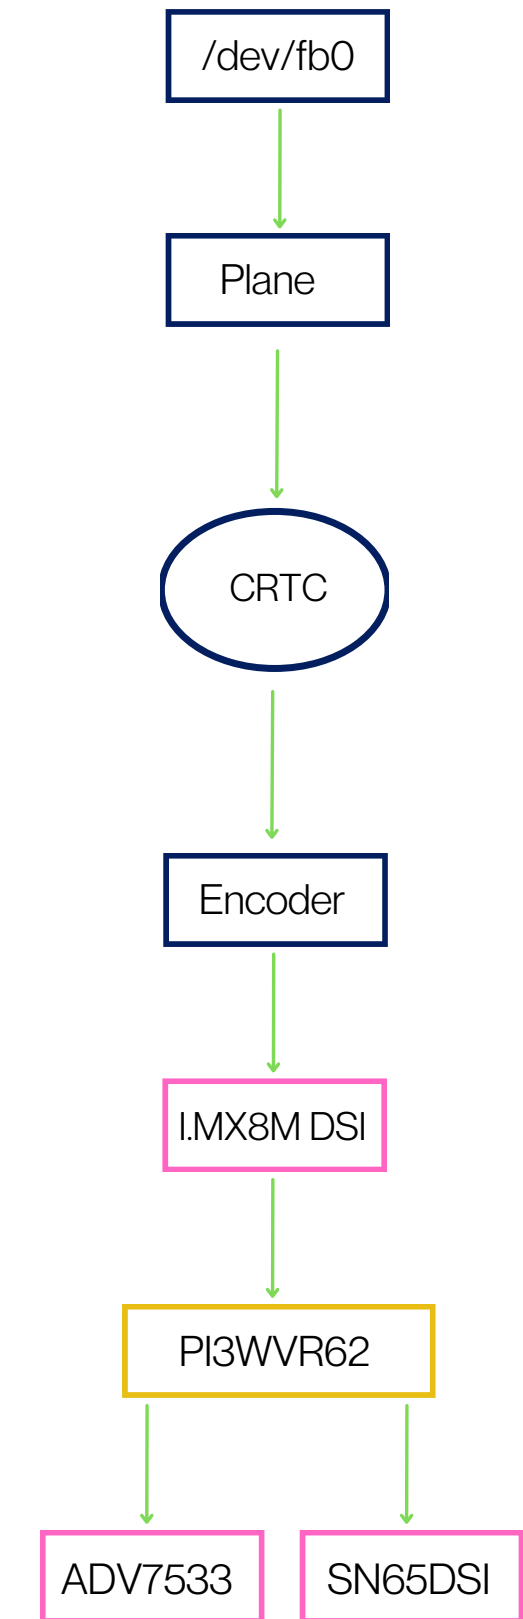 /dev/fb0
Plane
CRTC
Encoder
I.MX8M DSI
PI3WVR62
ADV7533
SN65DSI